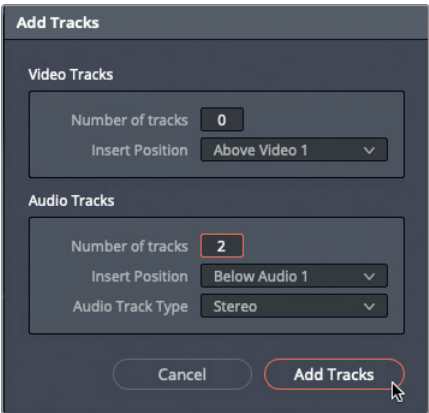 Add Tracks
Video Tracks
Number of tracks 0
Insert Position Above Video 1
Audio Tracks
Number of tracks 2
Insert Position Below Audio 1
Audio Track Type Stereo
Cancel Add Tracks